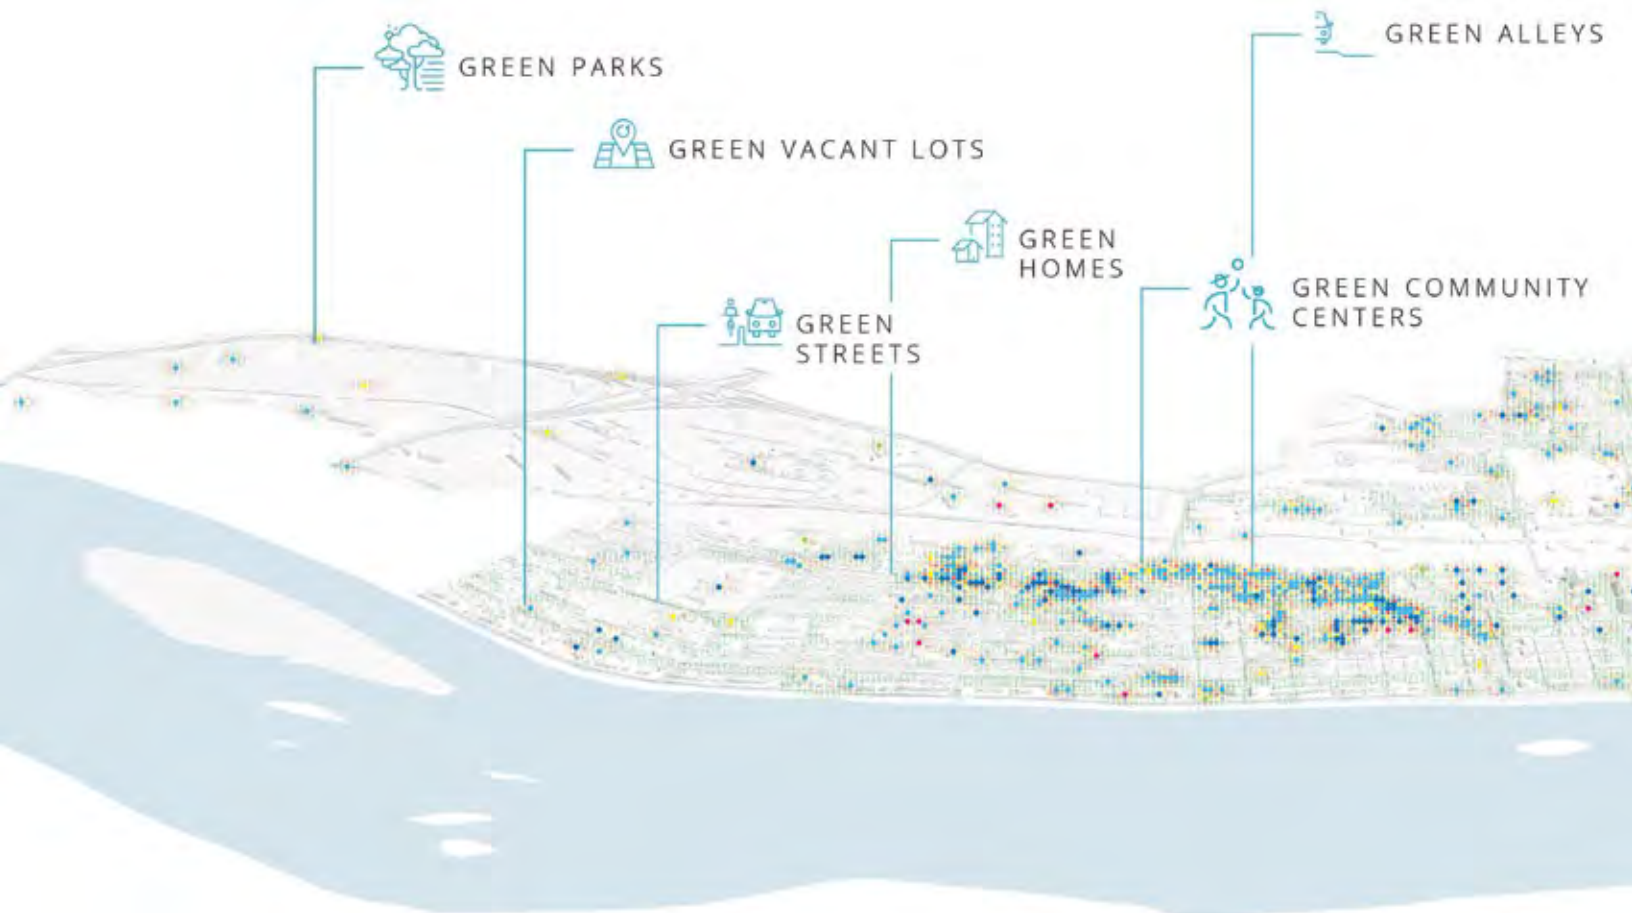 GREEN ALLEYS
GREEN PARKS
GREEN VACANT LOTS
GREEN
HOMES
GREEN COMMUNITY
CENTERS
GREEN
STREETS